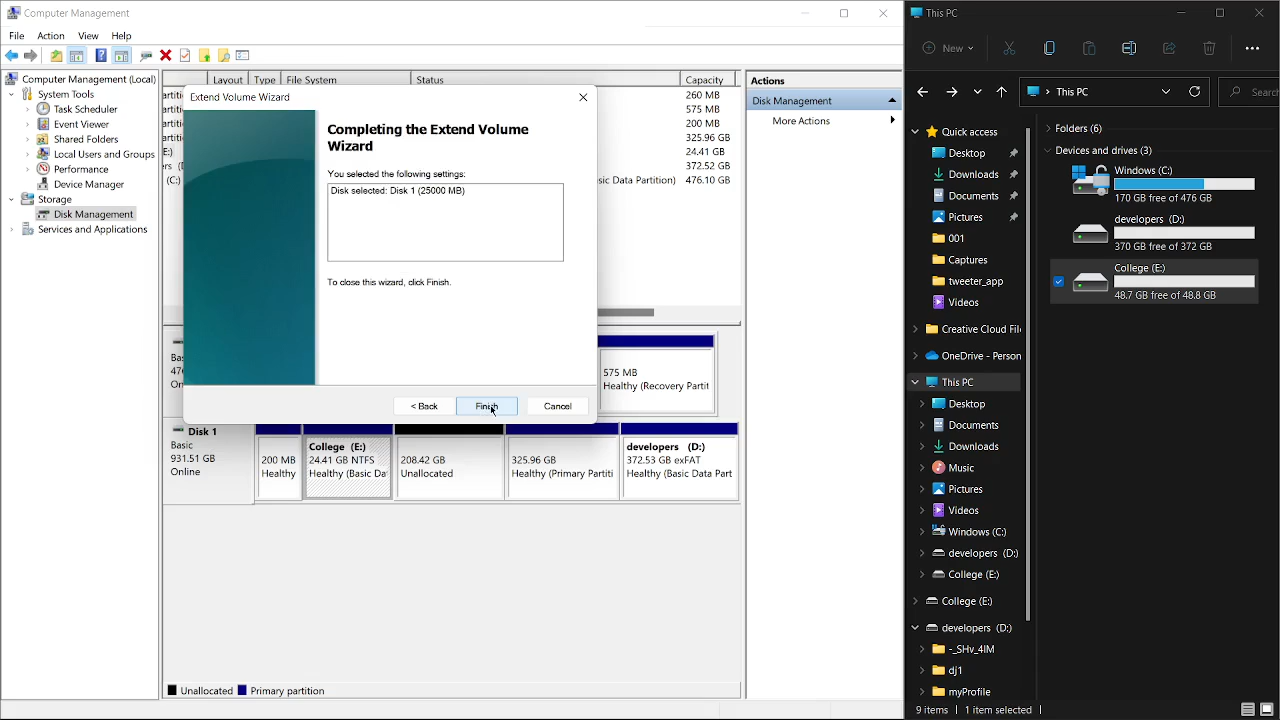 Computer Management
File Action View Help
Computer Management (Local)
System Tools
Task Scheduler
Event Viewer
Shared Folders
Local Users and Groups
Performance
Device Manager
Storage
Disk Management
Services and Applications
Layout Type File System Status Capacity
260 MB
575 MB
200 MB
325.96 GB
24.41 GB
372.52 GB
sic Data Partition) 476.10 GB
Extend Volume Wizard
Completing the Extend Volume
Wizard
You selected the following settings:
Disk selected: Disk 1 (25000 MB)
To close this wizard, click Finish.
< Back Finish Cancel
575 MB
Healthy (Recovery Partit
Disk 1
Basic
931.51 GB
Online
200 MB
Healthy
College (E:)
24.41 GB NTFS
Healthy (Basic Da
208.42 GB
Unallocated
325.96 GB
Healthy (Primary Partiti
developers (D:)
372.53 GB exFAT
Healthy (Basic Data Part
Unallocated Primary partition
Actions
Disk Management
More Actions
This PC
New
This PC
Search
Quick access
Desktop
Downloads
Documents
Pictures
001
Captures
tweeter_app
Videos
Creative Cloud File
OneDrive - Person
This PC
Desktop
Documents
Downloads
Music
Pictures
Videos
Windows (C:)
developers (D:)
College (E:)
College (E:)
developers (D:)
-_SHv_4IM
dj1
myProfile
Folders (6)
Devices and drives (3)
Windows (C:)
170 GB free of 476 GB
developers (D:)
370 GB free of 372 GB
College (E:)
48.7 GB free of 48.8 GB
9 items 1 item selected